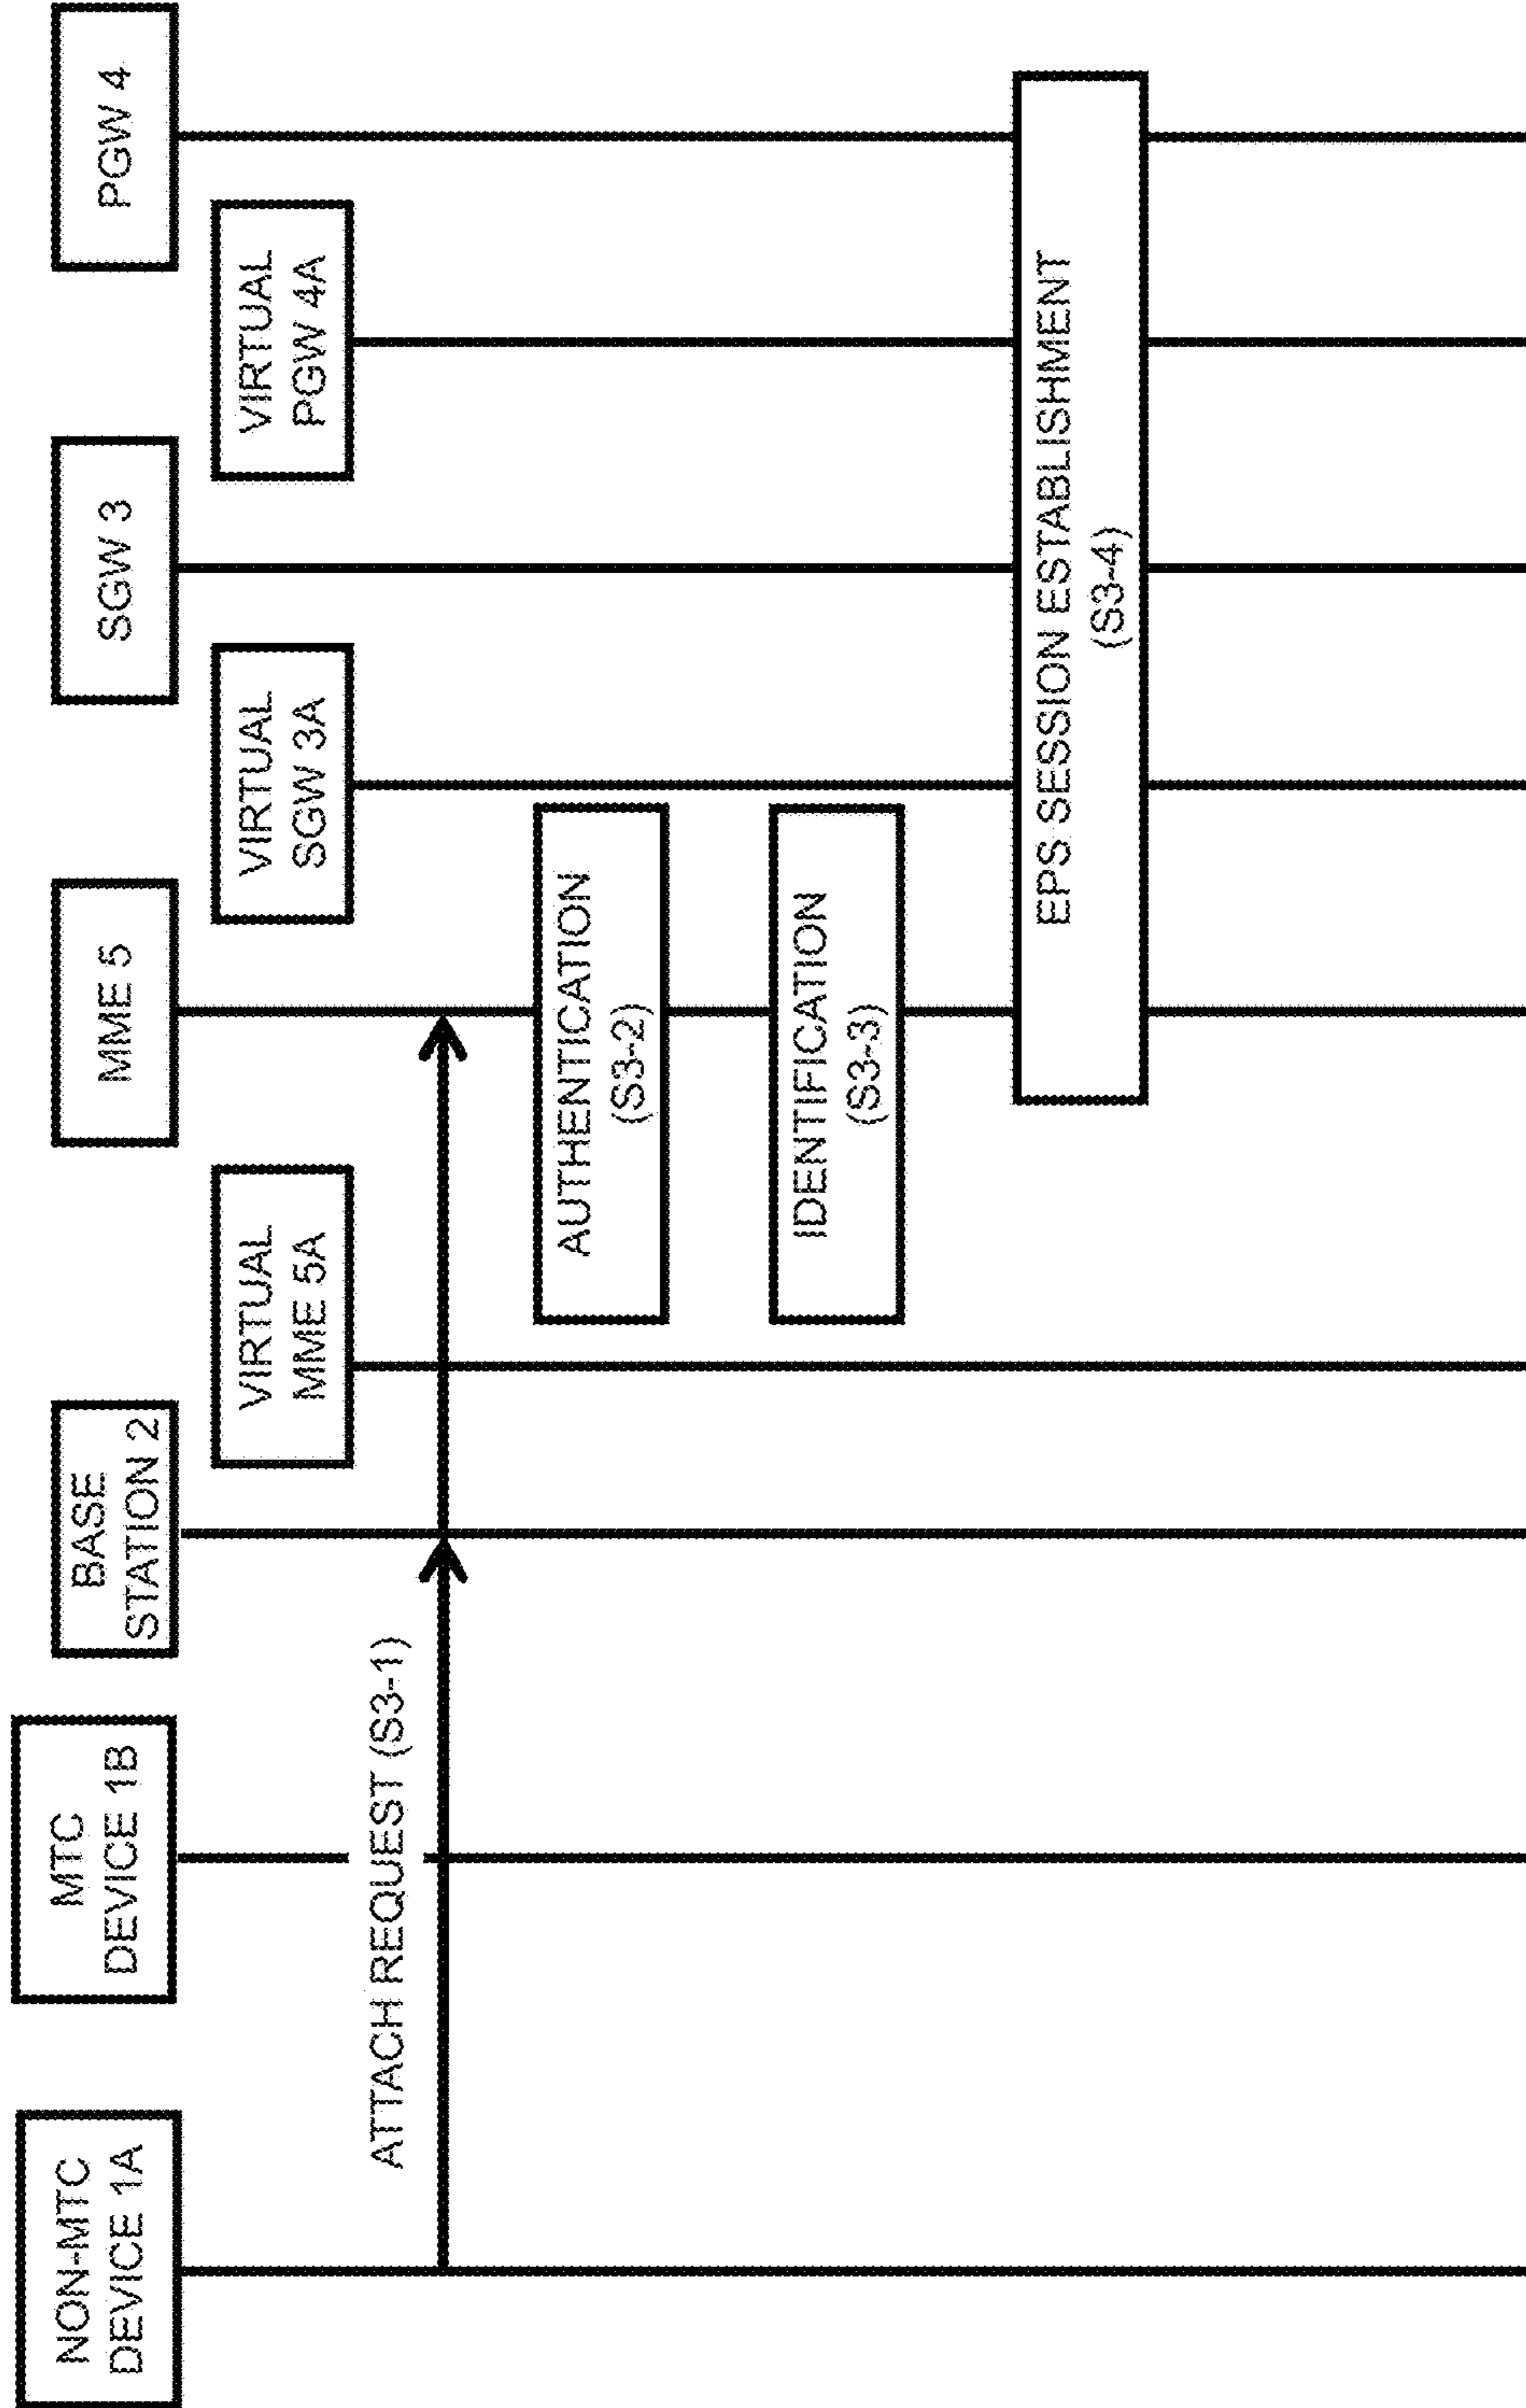 NON-MTC
DEVICE 1A
MTC
DEVICE 1B
BASE
STATION 2
VIRTUAL
MME 5A
MME 5
VIRTUAL
SGW 3A
SGW 3
VIRTUAL
PGW 4A
PGW 4
ATTACH REQUEST (S3-1)
AUTHENTICATION
(S3-2)
IDENTIFICATION
(S3-3)
EPS SESSION ESTABLISHMENT
(S3-4)